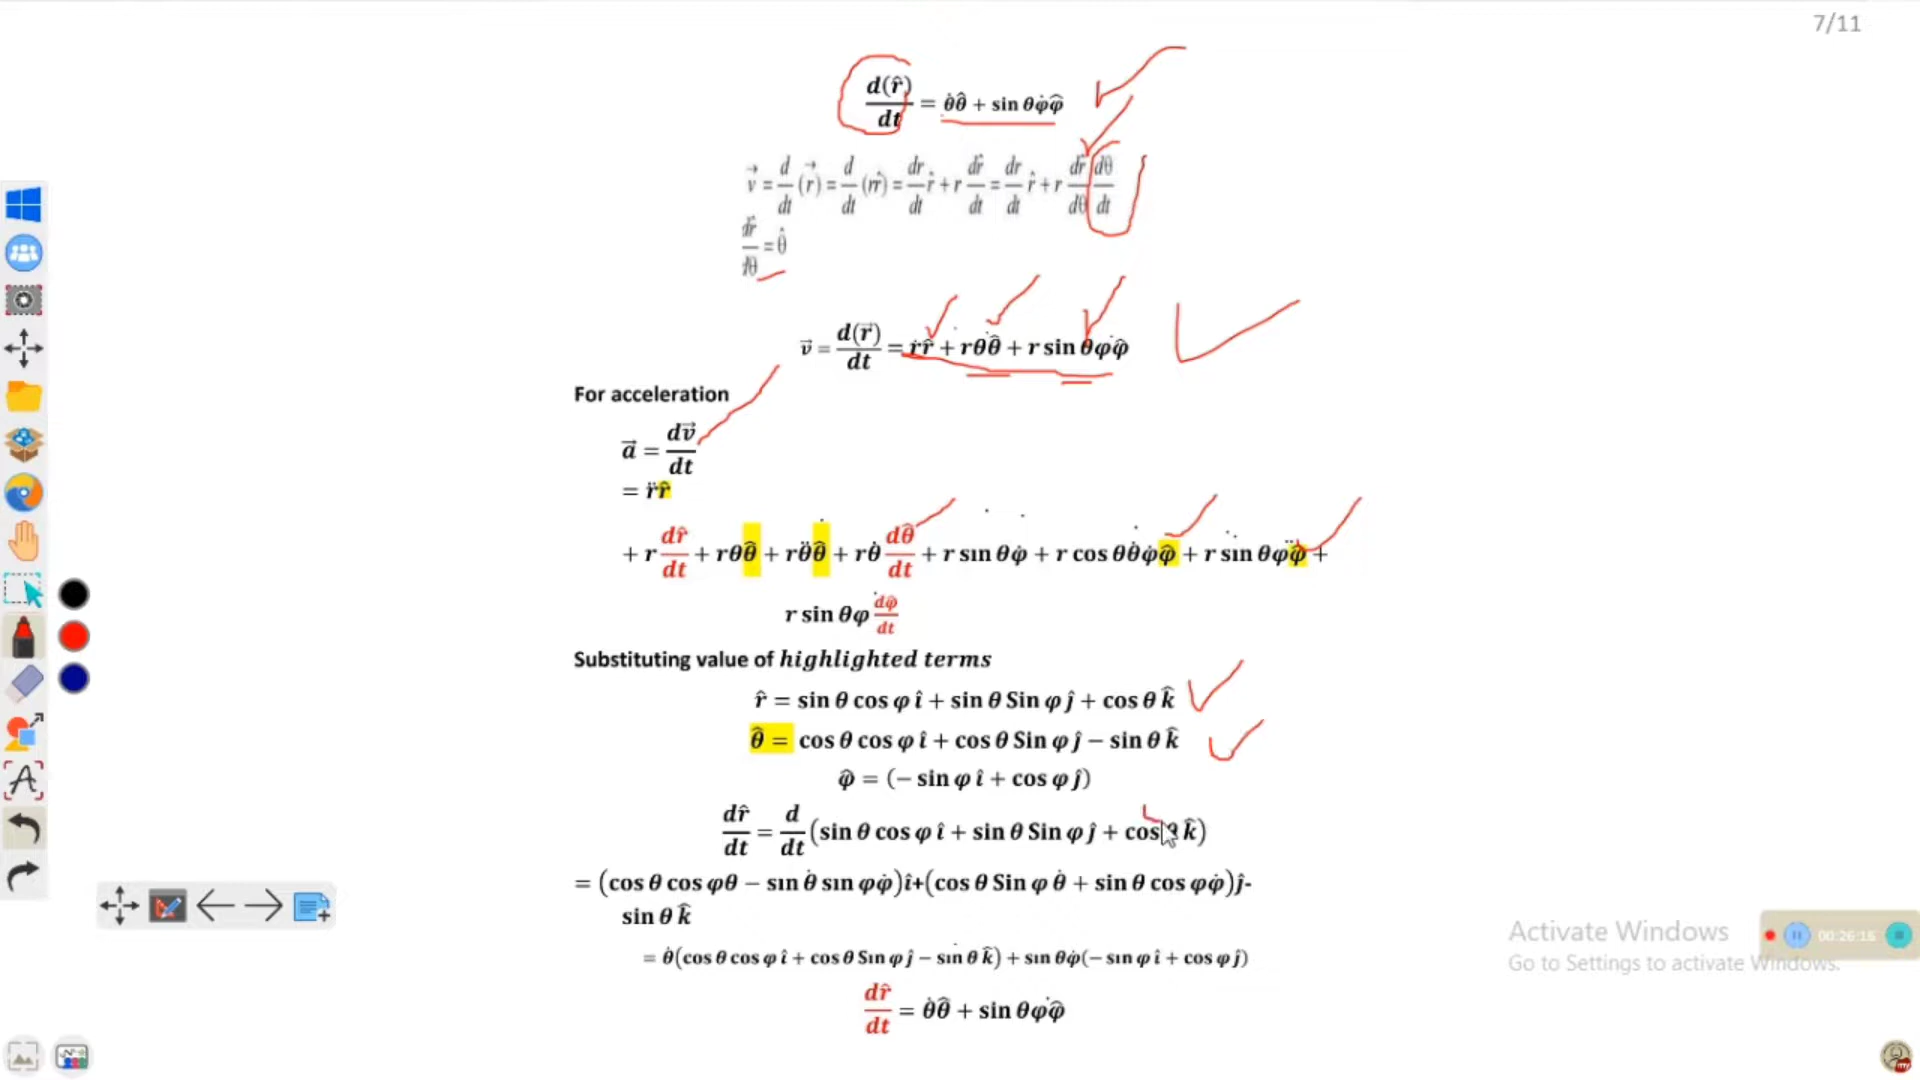 7/11
d(r̂)/dt = θ̇θ̂ + sin θφ̇φ̂
v⃗ = d/dt (r⃗) = d/dt (rr̂) = dr/dt r̂ + r dr̂/dt = dr/dt r̂ + r dr̂/dθ dθ/dt
dr̂/dθ = θ̂
v⃗ = d(r⃗)/dt = ṙr̂ + rθ̇θ̂ + r sin θφ̇φ̂
For acceleration
a⃗ = dv⃗/dt
= r̈r̂
+ r dr̂/dt + rθθ̂ + rθ̈θ̂ + rθ̇ dθ̂/dt + r sin θφ̇ + r cos θθ̇φ̇φ̂ + r sin θφ̈φ̂ +
r sin θφ̇ dφ̂/dt
Substituting value of highlighted terms
r̂ = sin θ cos φ î + sin θ Sin φ ĵ + cos θ k̂
θ̂ = cos θ cos φ î + cos θ Sin φ ĵ − sin θ k̂
φ̂ = (− sin φ î + cos φ ĵ)
dr̂/dt = d/dt (sin θ cos φ î + sin θ Sin φ ĵ + cos θ k̂)
= (cos θ cos φθ − sin θ̇ sin φφ̇)î+(cos θ Sin φ θ̇ + sin θ cos φφ̇)ĵ-
sin θ k̂
= θ̇(cos θ cos φ î + cos θ Sin φ ĵ − sin θ k̂) + sin θφ̇(− sin φ î + cos φ ĵ)
dr̂/dt = θ̇θ̂ + sin θφ̇φ̂
Activate Windows
Go to Settings to activate Windows.
00:26:15